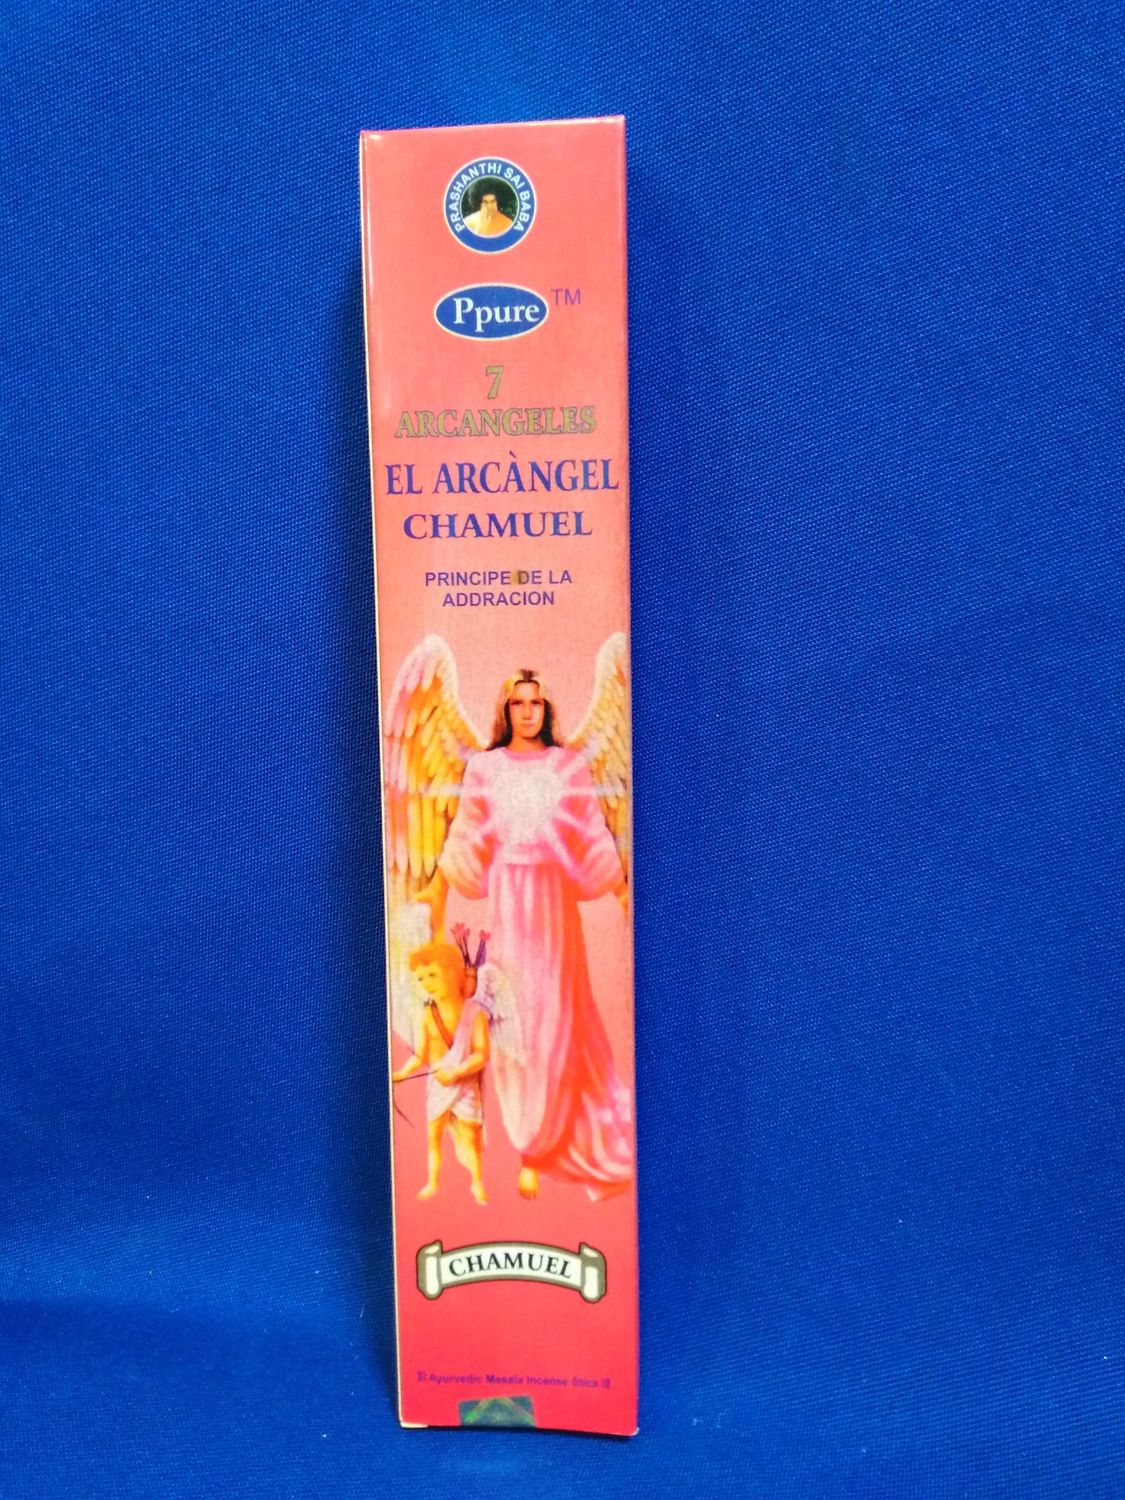 PRASHANTHI SAI BABA
Ppure TM
7
ARCANGELES
EL ARCÀNGEL
CHAMUEL
PRINCIPE DE LA
ADDRACION
CHAMUEL
Ayurvedic Masala Incense Stick